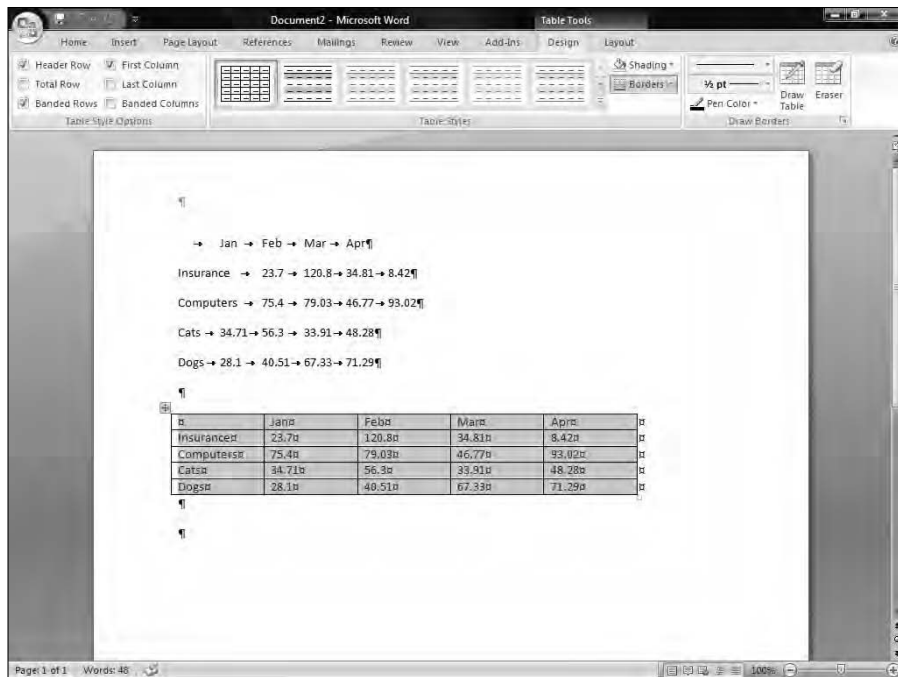 Document2 - Microsoft Word Table Tools
Home Insert Page Layout References Mailings Review View Add-Ins Design Layout
Header Row First Column Shading
Total Row Last Column Borders ½ pt
Banded Rows Banded Columns Pen Color Draw Table Eraser
Table Style Options Table Styles Draw Borders
¶
→ Jan → Feb → Mar → Apr¶
Insurance → 23.7 → 120.8→34.81→8.42¶
Computers → 75.4 → 79.03→46.77→93.02¶
Cats → 34.71→56.3 → 33.91→48.28¶
Dogs→28.1 → 40.51→67.33→71.29¶
¶
¤ Jan¤ Feb¤ Mar¤ Apr¤ ¤
Insurance¤ 23.7¤ 120.8¤ 34.81¤ 8.42¤ ¤
Computers¤ 75.4¤ 79.03¤ 46.77¤ 93.02¤ ¤
Cats¤ 34.71¤ 56.3¤ 33.91¤ 48.28¤ ¤
Dogs¤ 28.1¤ 40.51¤ 67.33¤ 71.29¤ ¤
¶
¶
Page: 1 of 1 Words: 48 100%